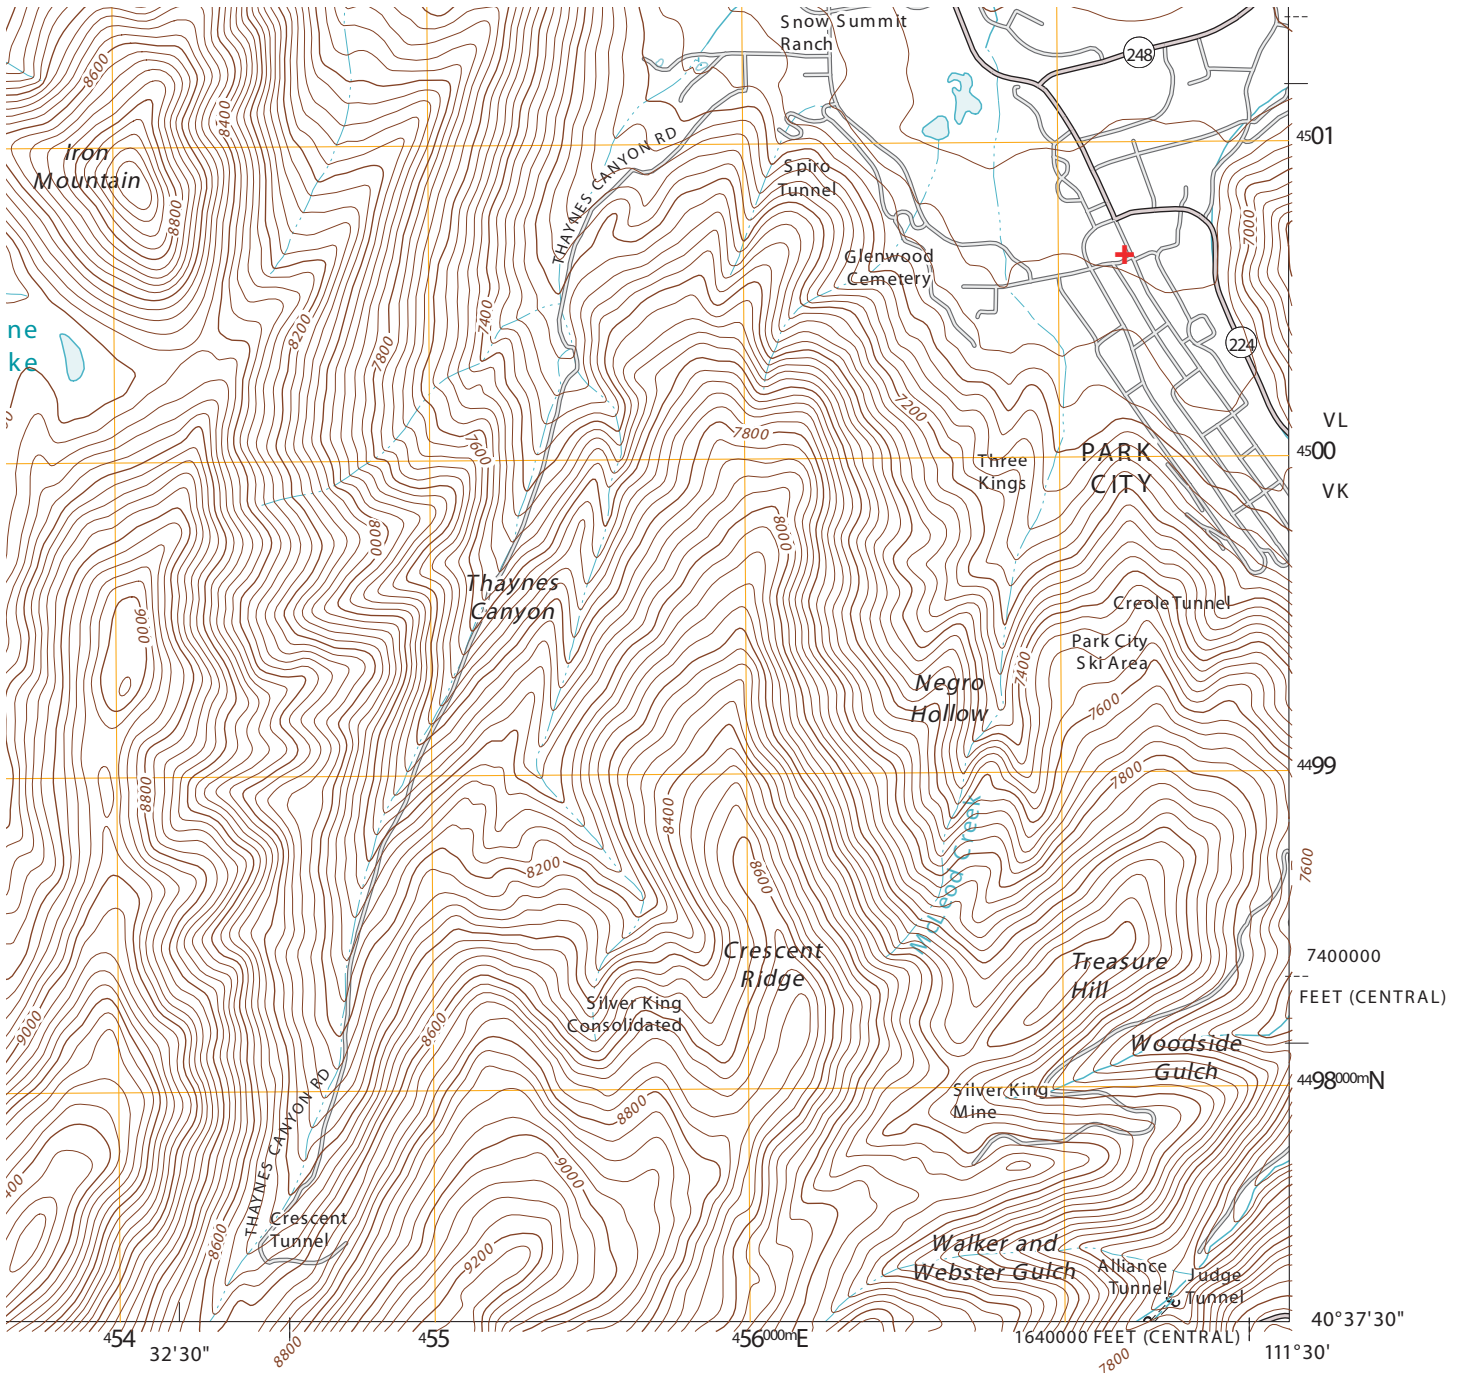 Snow Summit
Ranch
248
8600
8400
4501
Iron
Mountain
THAYNES CANYON RD
Spiro
Tunnel
8800
7000
Glenwood
Cemetery
ne
ke
8200
7400
7800
224
7200
VL
7600
7800
Three
Kings
PARK
CITY
4500
VK
8000
8000
Thaynes
Canyon
9000
Creole Tunnel
Park City
Ski Area
7400
Negro
Hollow
7600
7800
4499
8800
8400
McLeod Creek
8200
8600
7600
Crescent
Ridge
Treasure
Hill
7400000
FEET (CENTRAL)
9000
8600
Silver King
Consolidated
Woodside
Gulch
4498000mN
Silver King
Mine
8800
THAYNES CANYON RD
9000
400
Crescent
Tunnel
8600
9200
Walker and
Webster Gulch
Alliance
Tunnel
Judge
Tunnel
40°37'30"
454
455
456000mE
1640000 FEET (CENTRAL)
32'30"
8800
7800
111°30'